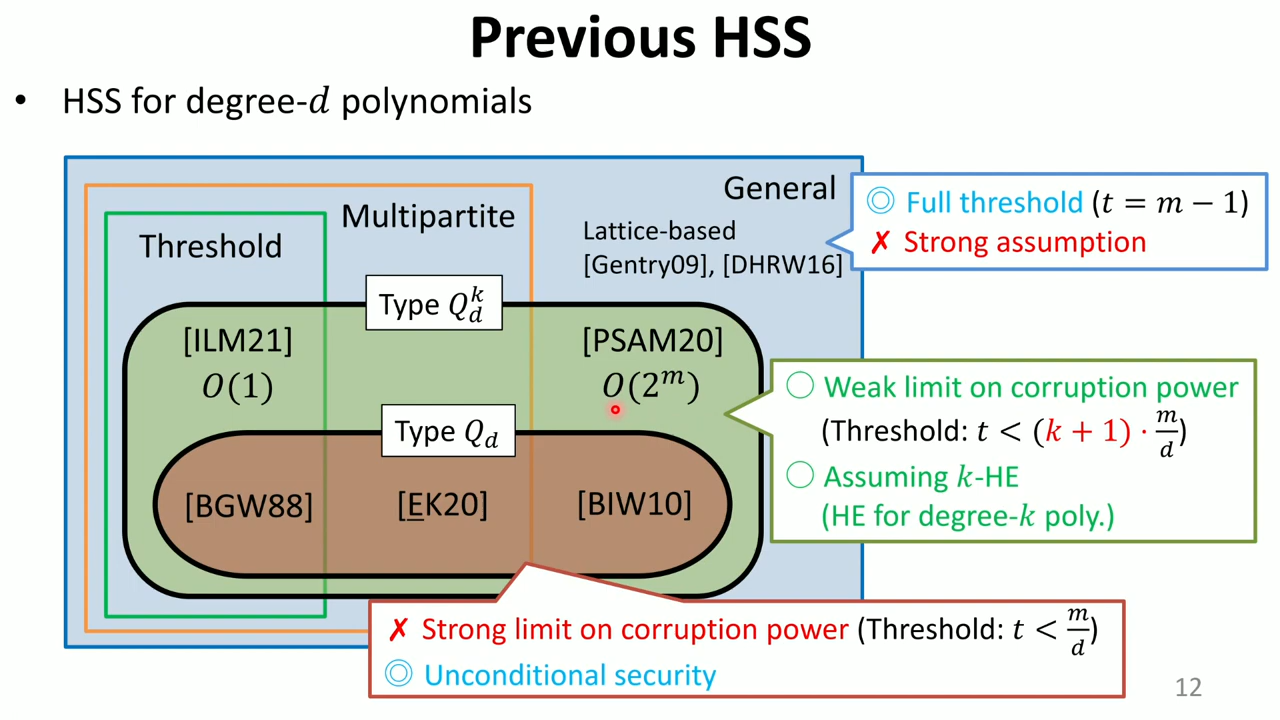 Previous HSS
• HSS for degree-𝑑 polynomials
General
Multipartite
Threshold
Lattice-based
[Gentry09], [DHRW16]
◎ Full threshold (𝑡 = 𝑚 − 1)
✗ Strong assumption
Type 𝑄_𝑑^𝑘
[ILM21]
𝑂(1)
[PSAM20]
𝑂(2^𝑚)
○ Weak limit on corruption power
(Threshold: 𝑡 < (𝑘 + 1) · 𝑚/𝑑)
○ Assuming 𝑘-HE
(HE for degree-𝑘 poly.)
Type 𝑄_𝑑
[BGW88]
[EK20]
[BIW10]
✗ Strong limit on corruption power (Threshold: 𝑡 < 𝑚/𝑑)
◎ Unconditional security
12